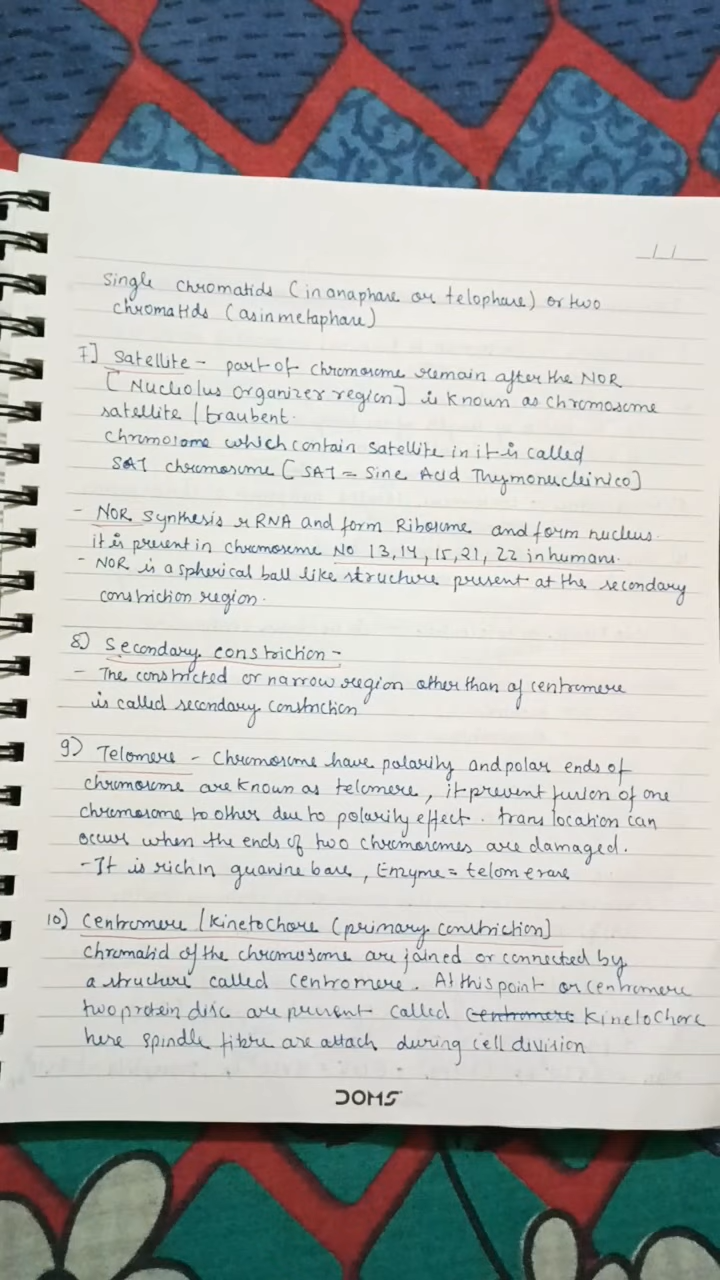 single chromatids (in anaphase or telophase) or two
chromatids (as in metaphase)
7] Satellite - part of chromosome remain after the NOR
[Nucliolus organizer region] is known as chromosome
satellite / traubent.
Chromosome which contain satellite in it is called
SAT chromosome [SAT = Sine Acid Thymonucleinico]
- NOR synthesis rRNA and form Ribosome and form nucleus.
it is present in chromosome No 13, 14, 15, 21, 22 in humans.
- NOR is a spherical ball like structure present at the secondary
constriction region.
8) Secondary constriction -
- The constricted or narrow region other than of centromere
is called secondary constriction
9) Telomere - Chromosome have polarity and polar ends of
chromosome are known as telomere, it prevent fusion of one
chromosome to other due to polarity effect. translocation can
occurs when the ends of two chromosomes are damaged.
- It is rich in guanine base, Enzyme = telomerase
10) Centromere / Kinetochore (primary constriction]
chromatid of the chromosome are joined or connected by
a structure called centromere. At this point or centromere
two protein disc are present called centromere Kinetochore
here spindle fibre are attach during cell division
DOMS